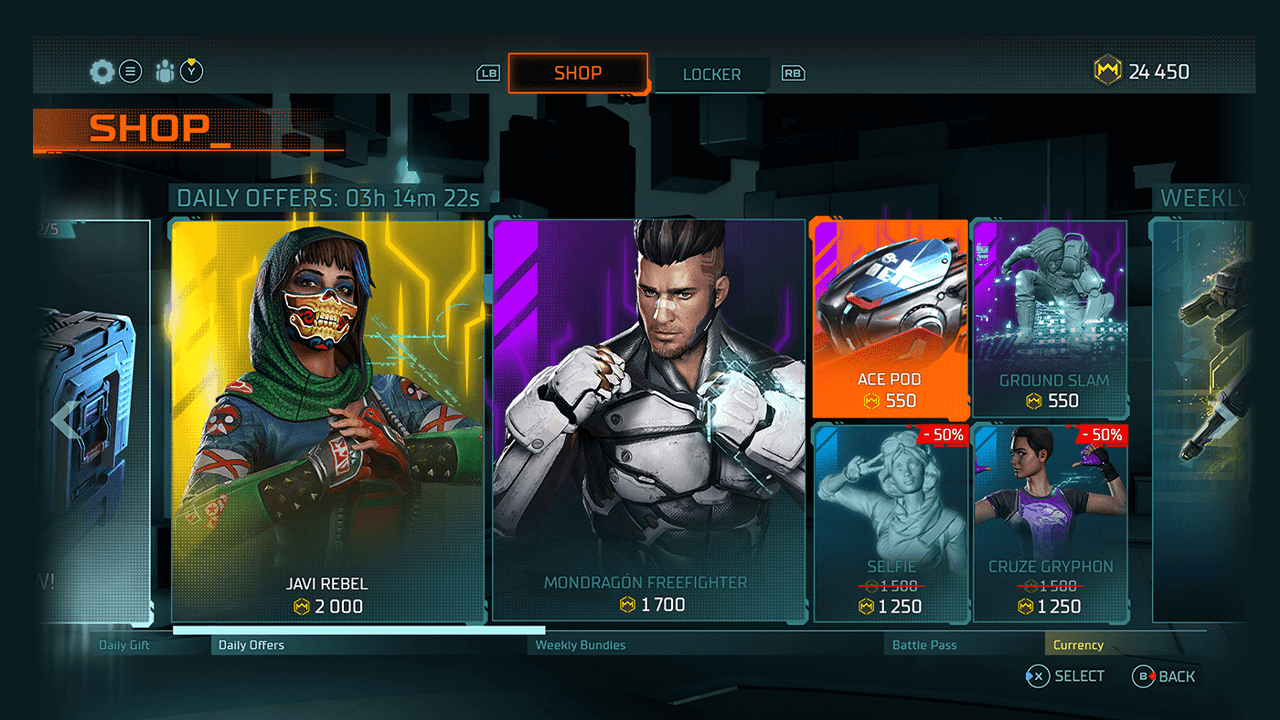 Y
LB
SHOP
LOCKER
RB
24 450
SHOP_
DAILY OFFERS: 03h 14m 22s
WEEKLY
2/5
W!
JAVI REBEL
2 000
MONDRAGÓN FREEFIGHTER
1 700
ACE POD
550
GROUND SLAM
550
- 50%
SELFIE
1 500
1 250
- 50%
CRUZE GRYPHON
1 500
1 250
Daily Gift
Daily Offers
Weekly Bundles
Battle Pass
Currency
X SELECT
B BACK